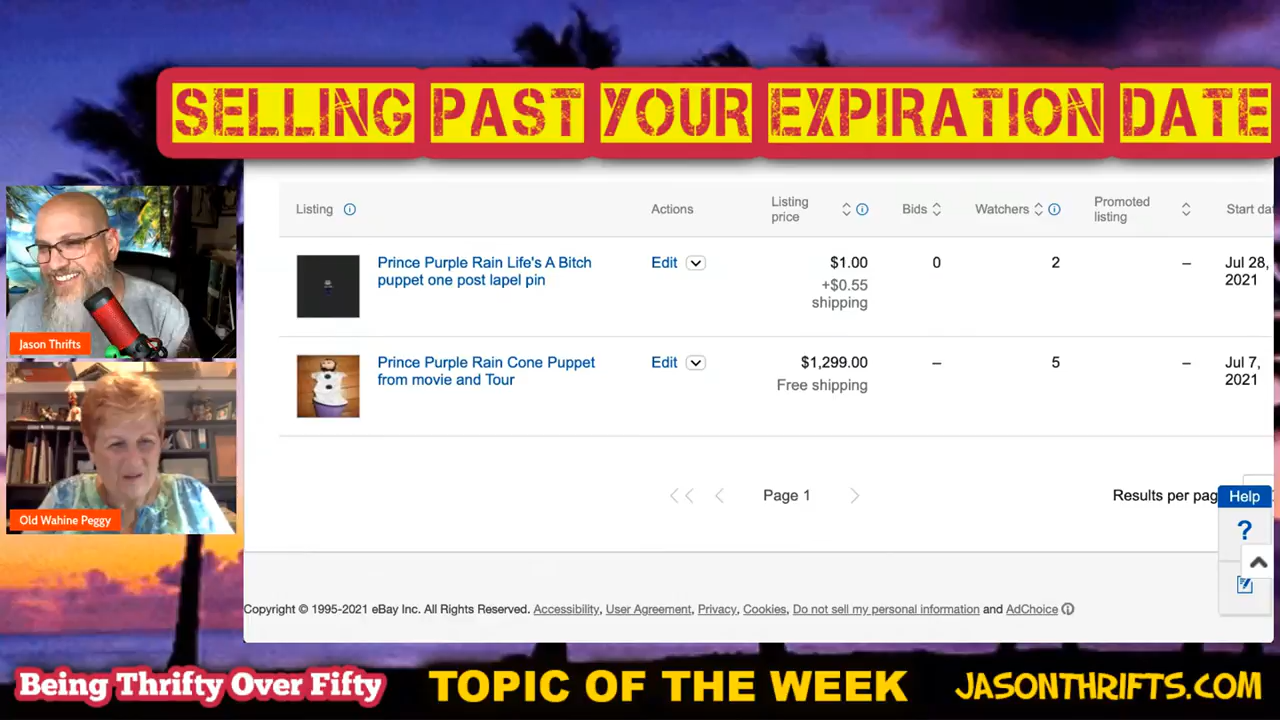 SELLING PAST YOUR EXPIRATION DATE
Listing
Actions
Listing price
Bids
Watchers
Promoted listing
Start dat
Prince Purple Rain Life's A Bitch
puppet one post lapel pin
Edit
$1.00
+$0.55
shipping
0
2
–
Jul 28,
2021
Prince Purple Rain Cone Puppet
from movie and Tour
Edit
$1,299.00
Free shipping
–
5
–
Jul 7,
2021
Jason Thrifts
Old Wahine Peggy
Page 1
Results per pag
Help
?
Copyright © 1995-2021 eBay Inc. All Rights Reserved. Accessibility, User Agreement, Privacy, Cookies, Do not sell my personal information and AdChoice
Being Thrifty Over Fifty
TOPIC OF THE WEEK
JASONTHRIFTS.COM